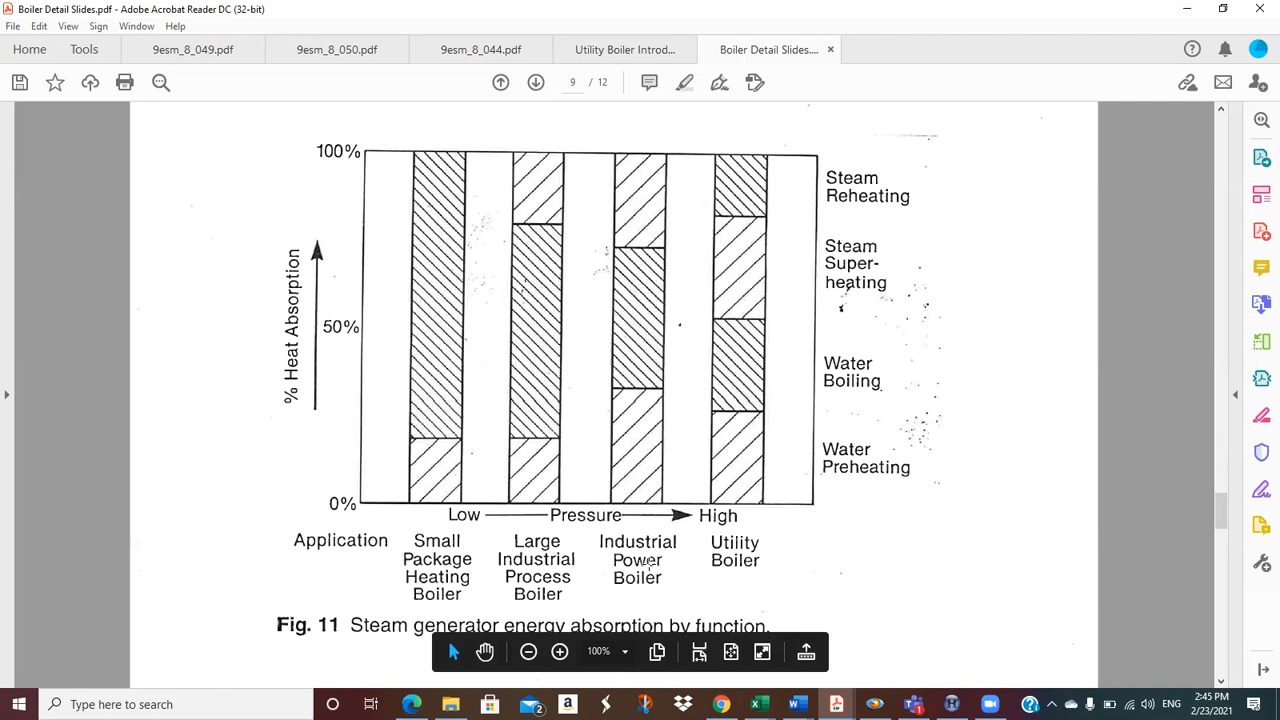 Boiler Detail Slides.pdf - Adobe Acrobat Reader DC (32-bit)
File Edit View Sign Window Help
Home Tools 9esm_8_049.pdf 9esm_8_050.pdf 9esm_8_044.pdf Utility Boiler Introd... Boiler Detail Slides.... ×
9 / 12
100%
50%
0%
% Heat Absorption
Steam
Reheating
Steam
Super-
heating
Water
Boiling
Water
Preheating
Low Pressure High
Application
Small
Package
Heating
Boiler
Large
Industrial
Process
Boiler
Industrial
Power
Boiler
Utility
Boiler
Fig. 11 Steam generator energy absorption by function.
100%
Type here to search
2:45 PM
2/23/2021